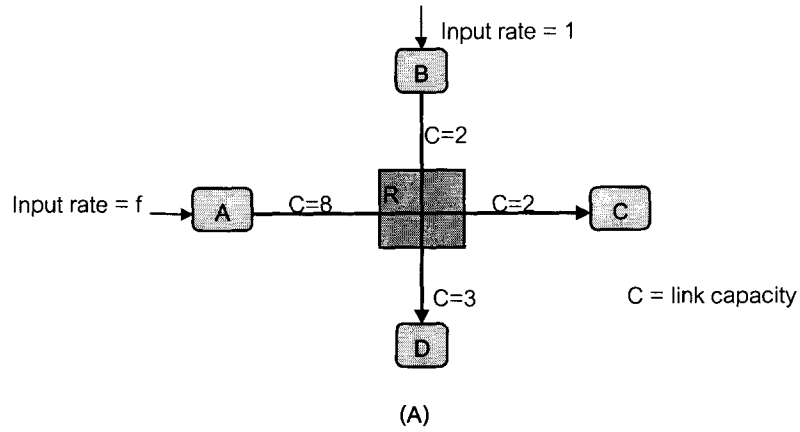 Input rate = 1
B
C=2
R
Input rate = f
A
C=8
C=2
C
C=3
C = link capacity
D
(A)